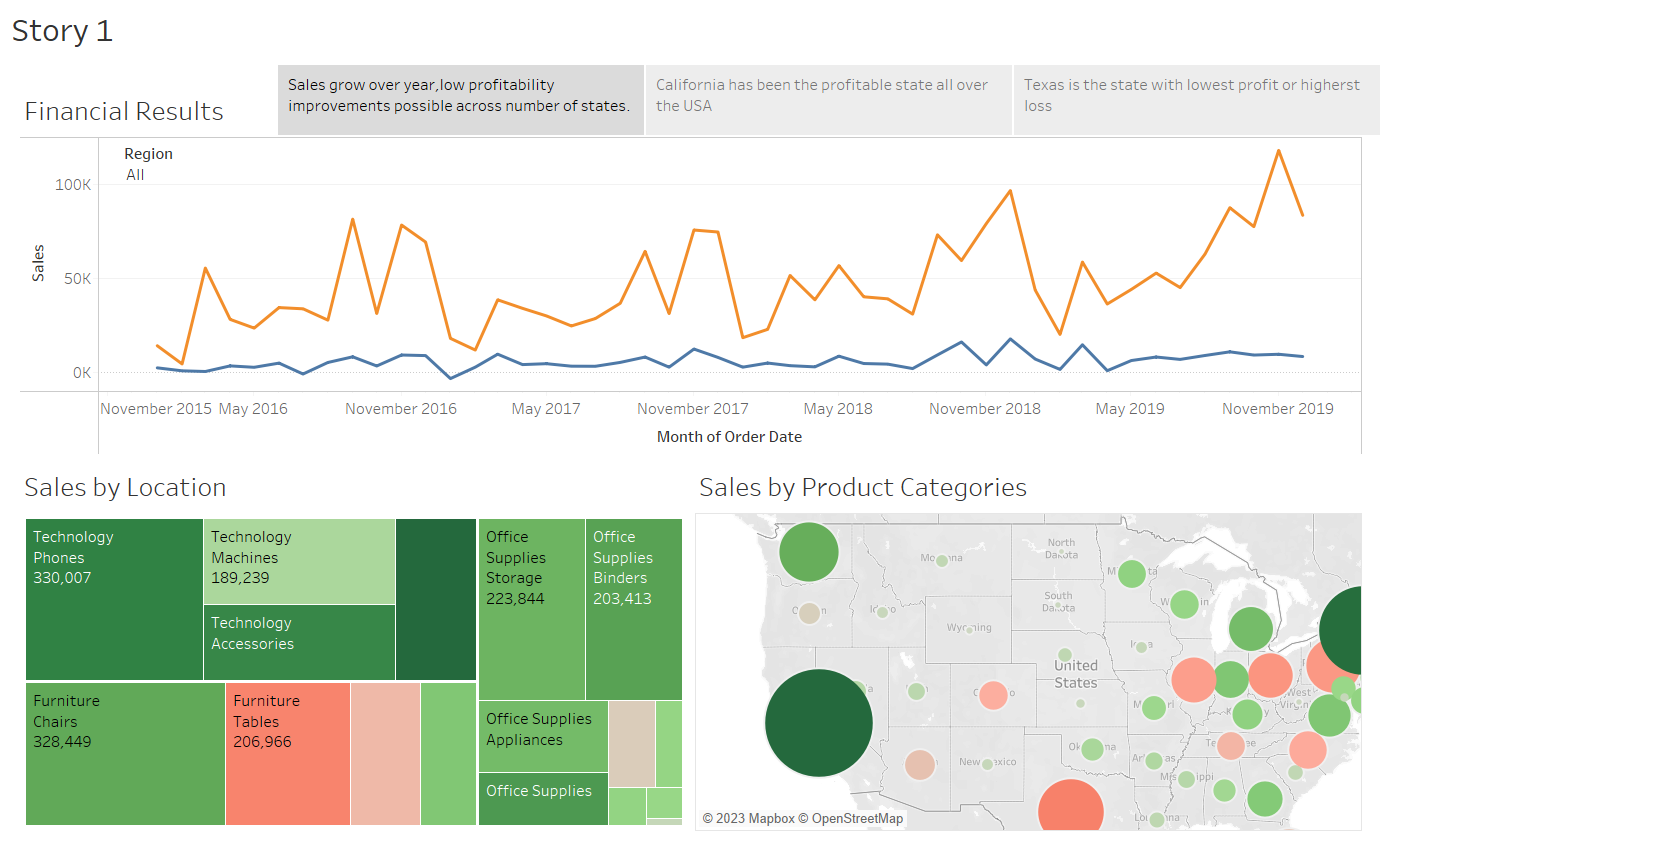 Story 1
Financial Results
Sales grow over year,low profitability
improvements possible across number of states.
California has been the profitable state all over
the USA
Texas is the state with lowest profit or higherst
loss
Region
All
Sales
100K
50K
0K
November 2015 May 2016 November 2016 May 2017 November 2017 May 2018 November 2018 May 2019 November 2019
Month of Order Date
Sales by Location
Technology
Phones
330,007
Technology
Machines
189,239
Technology
Accessories
Furniture
Chairs
328,449
Furniture
Tables
206,966
Office
Supplies
Storage
223,844
Office
Supplies
Binders
203,413
Office Supplies
Appliances
Office Supplies
Sales by Product Categories
North
Dakota
South
Dakota
Wyoming
United
States
© 2023 Mapbox © OpenStreetMap